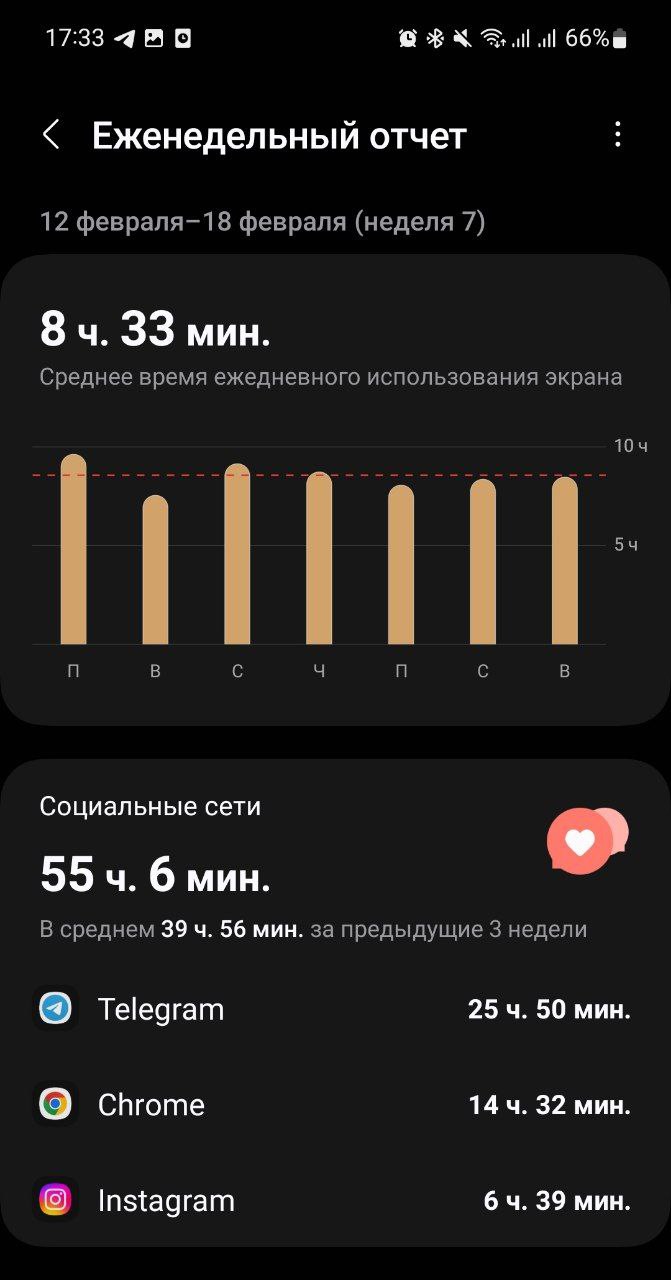 17:33 66%
Еженедельный отчет
12 февраля–18 февраля (неделя 7)
8 ч. 33 мин.
Среднее время ежедневного использования экрана
10 ч
5 ч
П В С Ч П С В
Социальные сети
55 ч. 6 мин.
В среднем 39 ч. 56 мин. за предыдущие 3 недели
Telegram 25 ч. 50 мин.
Chrome 14 ч. 32 мин.
Instagram 6 ч. 39 мин.